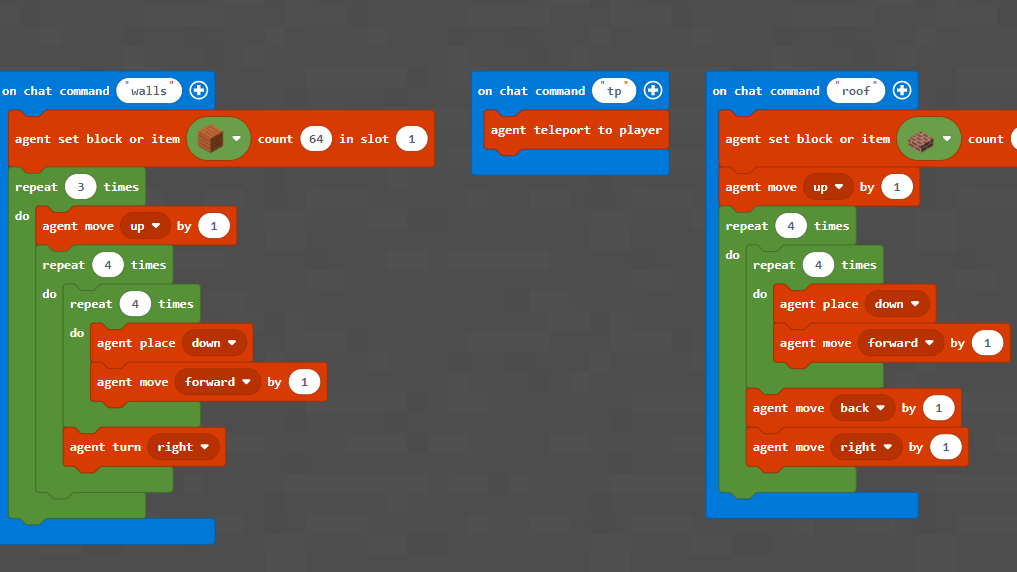 on chat command "walls"
agent set block or item count 64 in slot 1
repeat 3 times
do
agent move up by 1
repeat 4 times
do
repeat 4 times
do
agent place down
agent move forward by 1
agent turn right
on chat command "tp"
agent teleport to player
on chat command "roof"
agent set block or item count
agent move up by 1
repeat 4 times
do
repeat 4 times
do
agent place down
agent move forward by 1
agent move back by 1
agent move right by 1